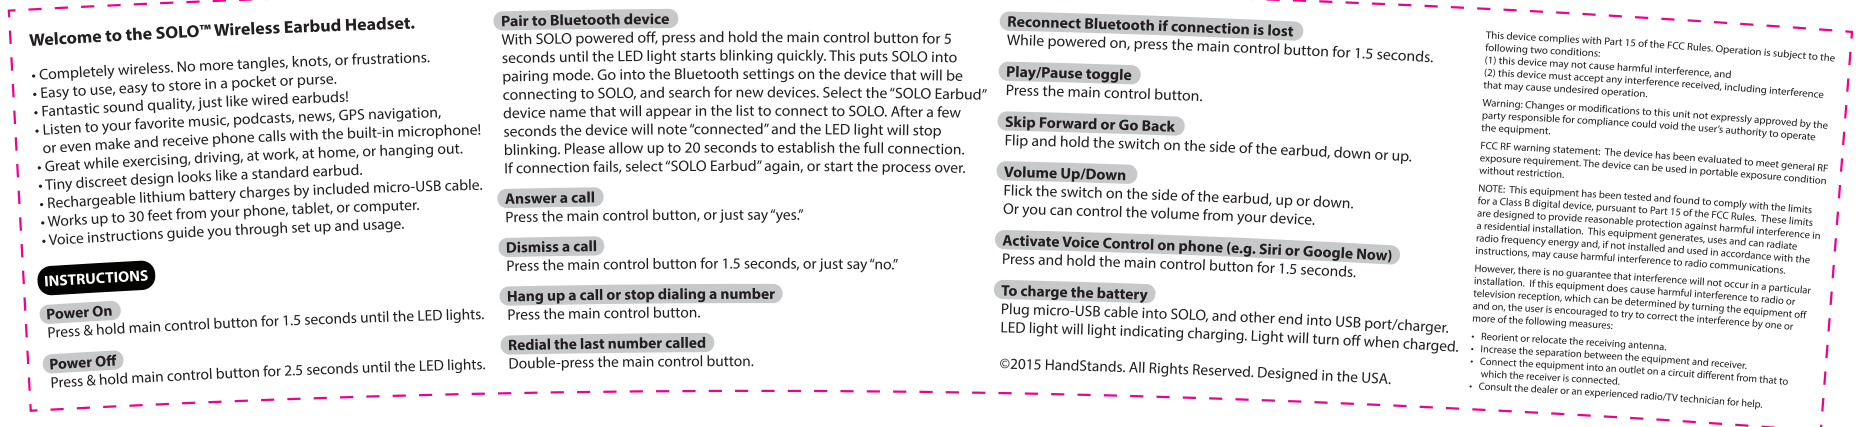 Welcome to the SOLO™ Wireless Earbud Headset.
• Completely wireless. No more tangles, knots, or frustrations.
• Easy to use, easy to store in a pocket or purse.
• Fantastic sound quality, just like wired earbuds!
• Listen to your favorite music, podcasts, news, GPS navigation,
or even make and receive phone calls with the built-in microphone!
• Great while exercising, driving, at work, at home, or hanging out.
• Tiny discreet design looks like a standard earbud.
• Rechargeable lithium battery charges by included micro-USB cable.
• Works up to 30 feet from your phone, tablet, or computer.
• Voice instructions guide you through set up and usage.
INSTRUCTIONS
Power On
Press & hold main control button for 1.5 seconds until the LED lights.
Power Off
Press & hold main control button for 2.5 seconds until the LED lights.
Pair to Bluetooth device
With SOLO powered off, press and hold the main control button for 5
seconds until the LED light starts blinking quickly. This puts SOLO into
pairing mode. Go into the Bluetooth settings on the device that will be
connecting to SOLO, and search for new devices. Select the “SOLO Earbud”
device name that will appear in the list to connect to SOLO. After a few
seconds the device will note “connected” and the LED light will stop
blinking. Please allow up to 20 seconds to establish the full connection.
If connection fails, select “SOLO Earbud” again, or start the process over.
Answer a call
Press the main control button, or just say “yes.”
Dismiss a call
Press the main control button for 1.5 seconds, or just say “no.”
Hang up a call or stop dialing a number
Press the main control button.
Redial the last number called
Double-press the main control button.
Reconnect Bluetooth if connection is lost
While powered on, press the main control button for 1.5 seconds.
Play/Pause toggle
Press the main control button.
Skip Forward or Go Back
Flip and hold the switch on the side of the earbud, down or up.
Volume Up/Down
Flick the switch on the side of the earbud, up or down.
Or you can control the volume from your device.
Activate Voice Control on phone (e.g. Siri or Google Now)
Press and hold the main control button for 1.5 seconds.
To charge the battery
Plug micro-USB cable into SOLO, and other end into USB port/charger.
LED light will light indicating charging. Light will turn off when charged.
©2015 HandStands. All Rights Reserved. Designed in the USA.
This device complies with Part 15 of the FCC Rules. Operation is subject to the
following two conditions:
(1) this device may not cause harmful interference, and
(2) this device must accept any interference received, including interference
that may cause undesired operation.
Warning: Changes or modifications to this unit not expressly approved by the
party responsible for compliance could void the user’s authority to operate
the equipment.
FCC RF warning statement: The device has been evaluated to meet general RF
exposure requirement. The device can be used in portable exposure condition
without restriction.
NOTE: This equipment has been tested and found to comply with the limits
for a Class B digital device, pursuant to Part 15 of the FCC Rules. These limits
are designed to provide reasonable protection against harmful interference in
a residential installation. This equipment generates, uses and can radiate
radio frequency energy and, if not installed and used in accordance with the
instructions, may cause harmful interference to radio communications.
However, there is no guarantee that interference will not occur in a particular
installation. If this equipment does cause harmful interference to radio or
television reception, which can be determined by turning the equipment off
and on, the user is encouraged to try to correct the interference by one or
more of the following measures:
• Reorient or relocate the receiving antenna.
• Increase the separation between the equipment and receiver.
• Connect the equipment into an outlet on a circuit different from that to
which the receiver is connected.
• Consult the dealer or an experienced radio/TV technician for help.